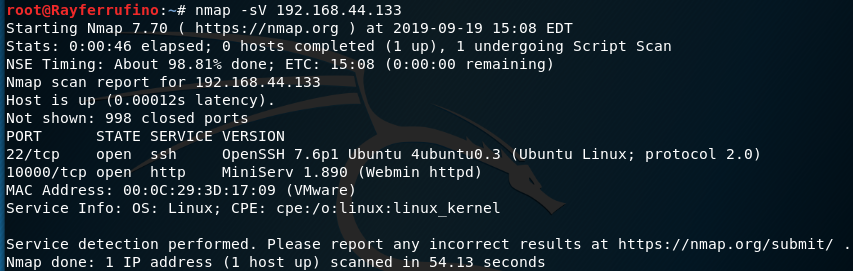 root@Rayferrufino:~# nmap -sV 192.168.44.133
Starting Nmap 7.70 ( https://nmap.org ) at 2019-09-19 15:08 EDT
Stats: 0:00:46 elapsed; 0 hosts completed (1 up), 1 undergoing Script Scan
NSE Timing: About 98.81% done; ETC: 15:08 (0:00:00 remaining)
Nmap scan report for 192.168.44.133
Host is up (0.00012s latency).
Not shown: 998 closed ports
PORT      STATE SERVICE VERSION
22/tcp    open  ssh     OpenSSH 7.6p1 Ubuntu 4ubuntu0.3 (Ubuntu Linux; protocol 2.0)
10000/tcp open  http    MiniServ 1.890 (Webmin httpd)
MAC Address: 00:0C:29:3D:17:09 (VMware)
Service Info: OS: Linux; CPE: cpe:/o:linux:linux_kernel

Service detection performed. Please report any incorrect results at https://nmap.org/submit/ .
Nmap done: 1 IP address (1 host up) scanned in 54.13 seconds